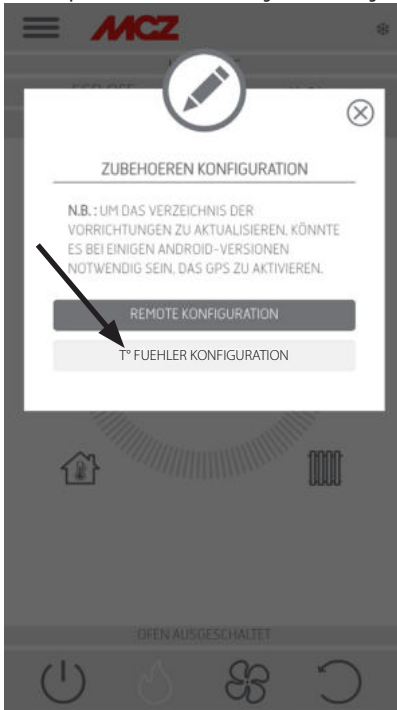 MCZ
ZUBEHOEREN KONFIGURATION
N.B. : UM DAS VERZEICHNIS DER
VORRICHTUNGEN ZU AKTUALISIEREN, KÖNNTE
ES BEI EINIGEN ANDROID-VERSIONEN
NOTWENDIG SEIN, DAS GPS ZU AKTIVIEREN.
REMOTE KONFIGURATION
T° FUEHLER KONFIGURATION
OFEN AUSGESCHALTET